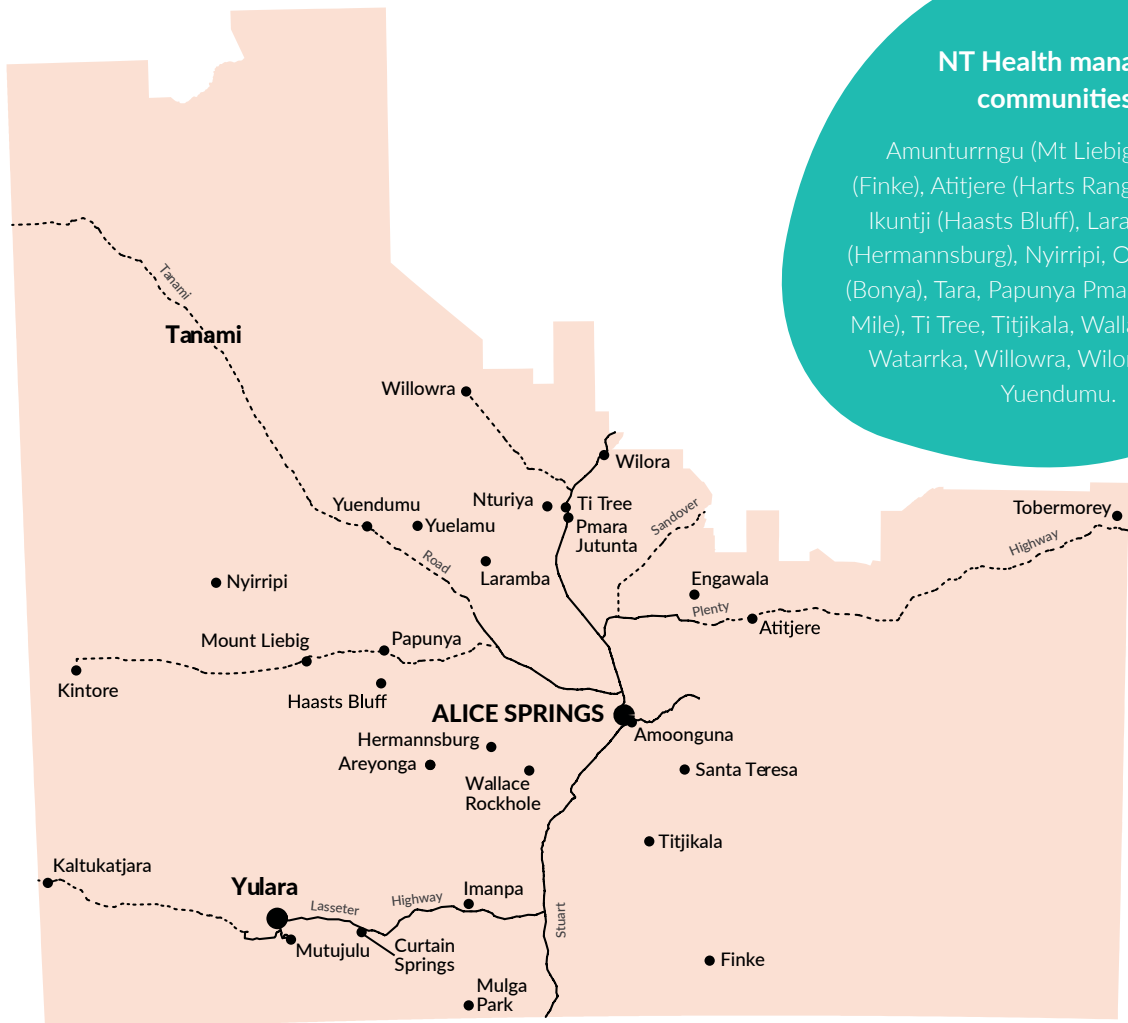 NT Health mana
communities
Amunturrngu (Mt Liebig
(Finke), Atitjere (Harts Rang
Ikuntji (Haasts Bluff), Lara
(Hermannsburg), Nyirripi, O
(Bonya), Tara, Papunya Pma
Mile), Ti Tree, Titjikala, Walla
Watarrka, Willowra, Wilor
Yuendumu.
Tanami
Tanami
Willowra
Wilora
Nturiya
Ti Tree
Pmara
Jutunta
Yuendumu
Yuelamu
Road
Laramba
Sandover
Tobermorey
Highway
Nyirripi
Engawala
Plenty
Atitjere
Mount Liebig
Papunya
Kintore
Haasts Bluff
ALICE SPRINGS
Amoonguna
Hermannsburg
Areyonga
Wallace
Rockhole
Santa Teresa
Titjikala
Kaltukatjara
Yulara
Lasseter
Highway
Imanpa
Stuart
Mutujulu
Curtain
Springs
Finke
Mulga
Park